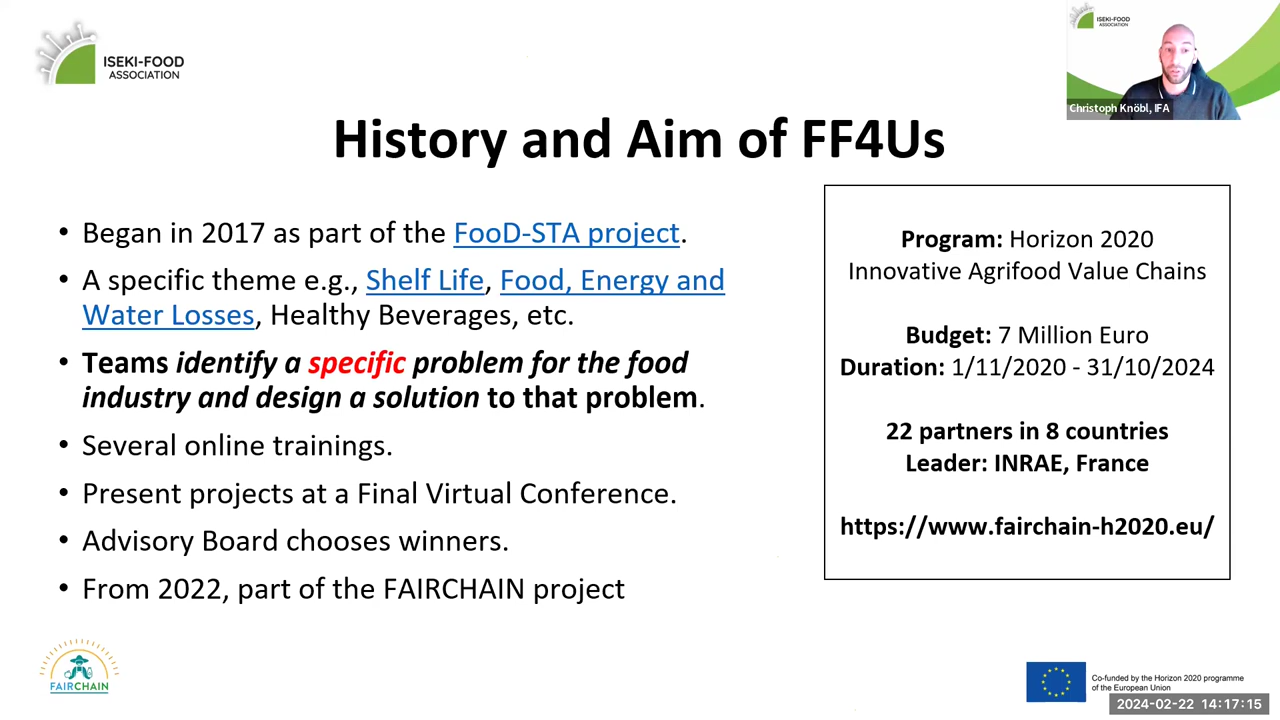 ISEKI-FOOD
ASSOCIATION
ISEKI-FOOD
ASSOCIATION
Christoph Knöbl, IFA
History and Aim of FF4Us
• Began in 2017 as part of the FooD-STA project.
• A specific theme e.g., Shelf Life, Food, Energy and
Water Losses, Healthy Beverages, etc.
• Teams identify a specific problem for the food
industry and design a solution to that problem.
• Several online trainings.
• Present projects at a Final Virtual Conference.
• Advisory Board chooses winners.
• From 2022, part of the FAIRCHAIN project
Program: Horizon 2020
Innovative Agrifood Value Chains
Budget: 7 Million Euro
Duration: 1/11/2020 - 31/10/2024
22 partners in 8 countries
Leader: INRAE, France
https://www.fairchain-h2020.eu/
FAIRCHAIN
Co-funded by the Horizon 2020 programme
of the European Union
2024-02-22 14:17:15